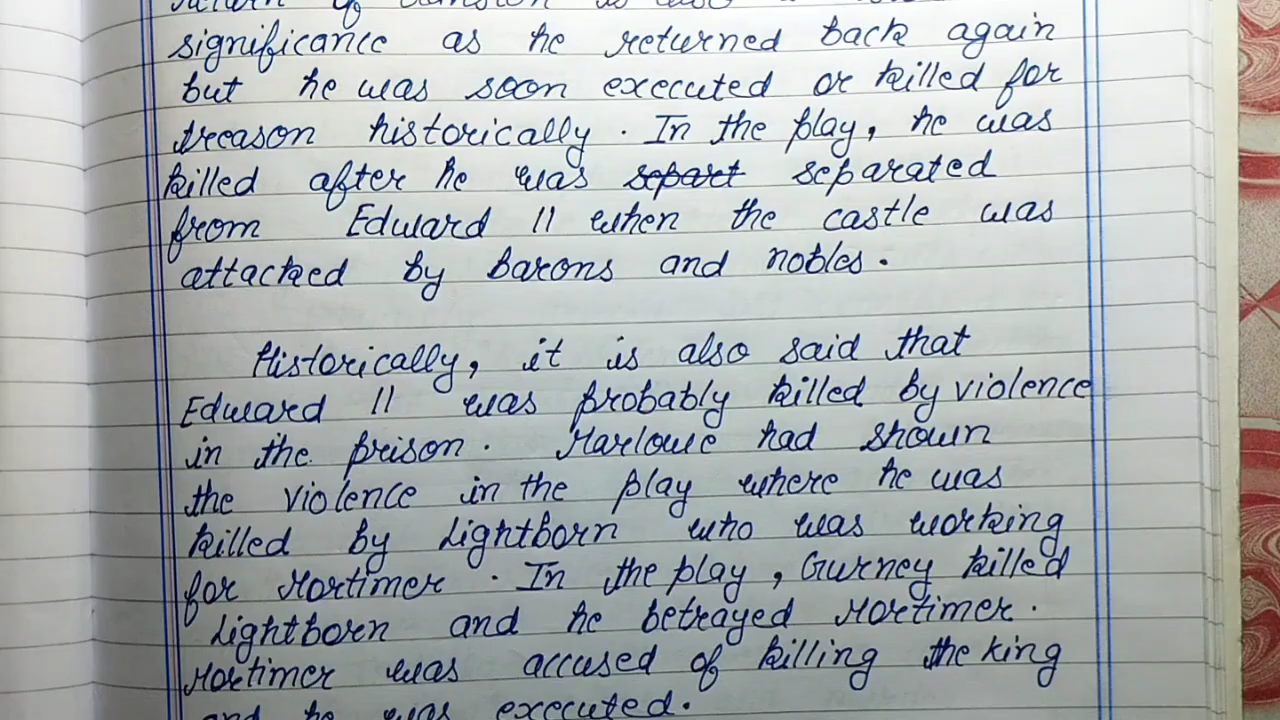 significance as he returned back again
but he was soon executed or killed for
treason historically. In the play, he was
killed after he was separt separated
from Edward II when the castle was
attacked by barons and nobles.
Historically, it is also said that
Edward II was probably killed by violence
in the prison. Marlowe had shown
the violence in the play where he was
killed by Lightborn who was working
for Mortimer. In the play, Gurney killed
Lightborn and he betrayed Mortimer.
Mortimer was accused of killing the king
and he was executed.